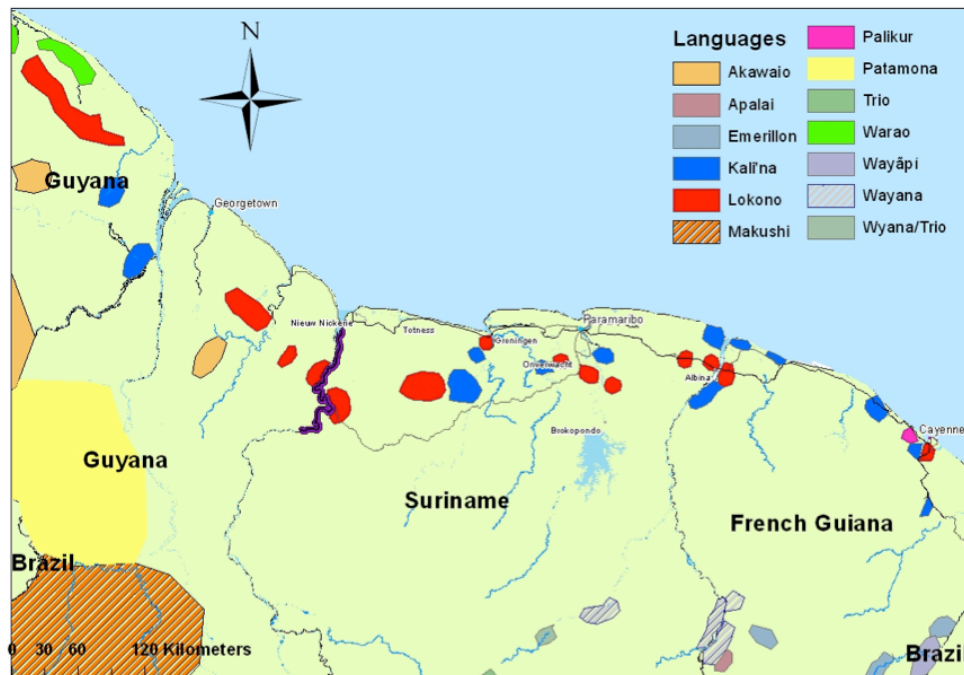 Languages
Akawaio
Apalai
Emerillon
Kali'na
Lokono
Makushi
Palikur
Patamona
Trio
Warao
Wayãpi
Wayana
Wyana/Trio
N
Guyana
Georgetown
Nieuw Nickerie
Totness
Groningen
Paramaribo
Onverwacht
Albina
Cayenne
Brokopondo
Guyana
Suriname
French Guiana
Brazil
Brazil
0 30 60 120 Kilometers